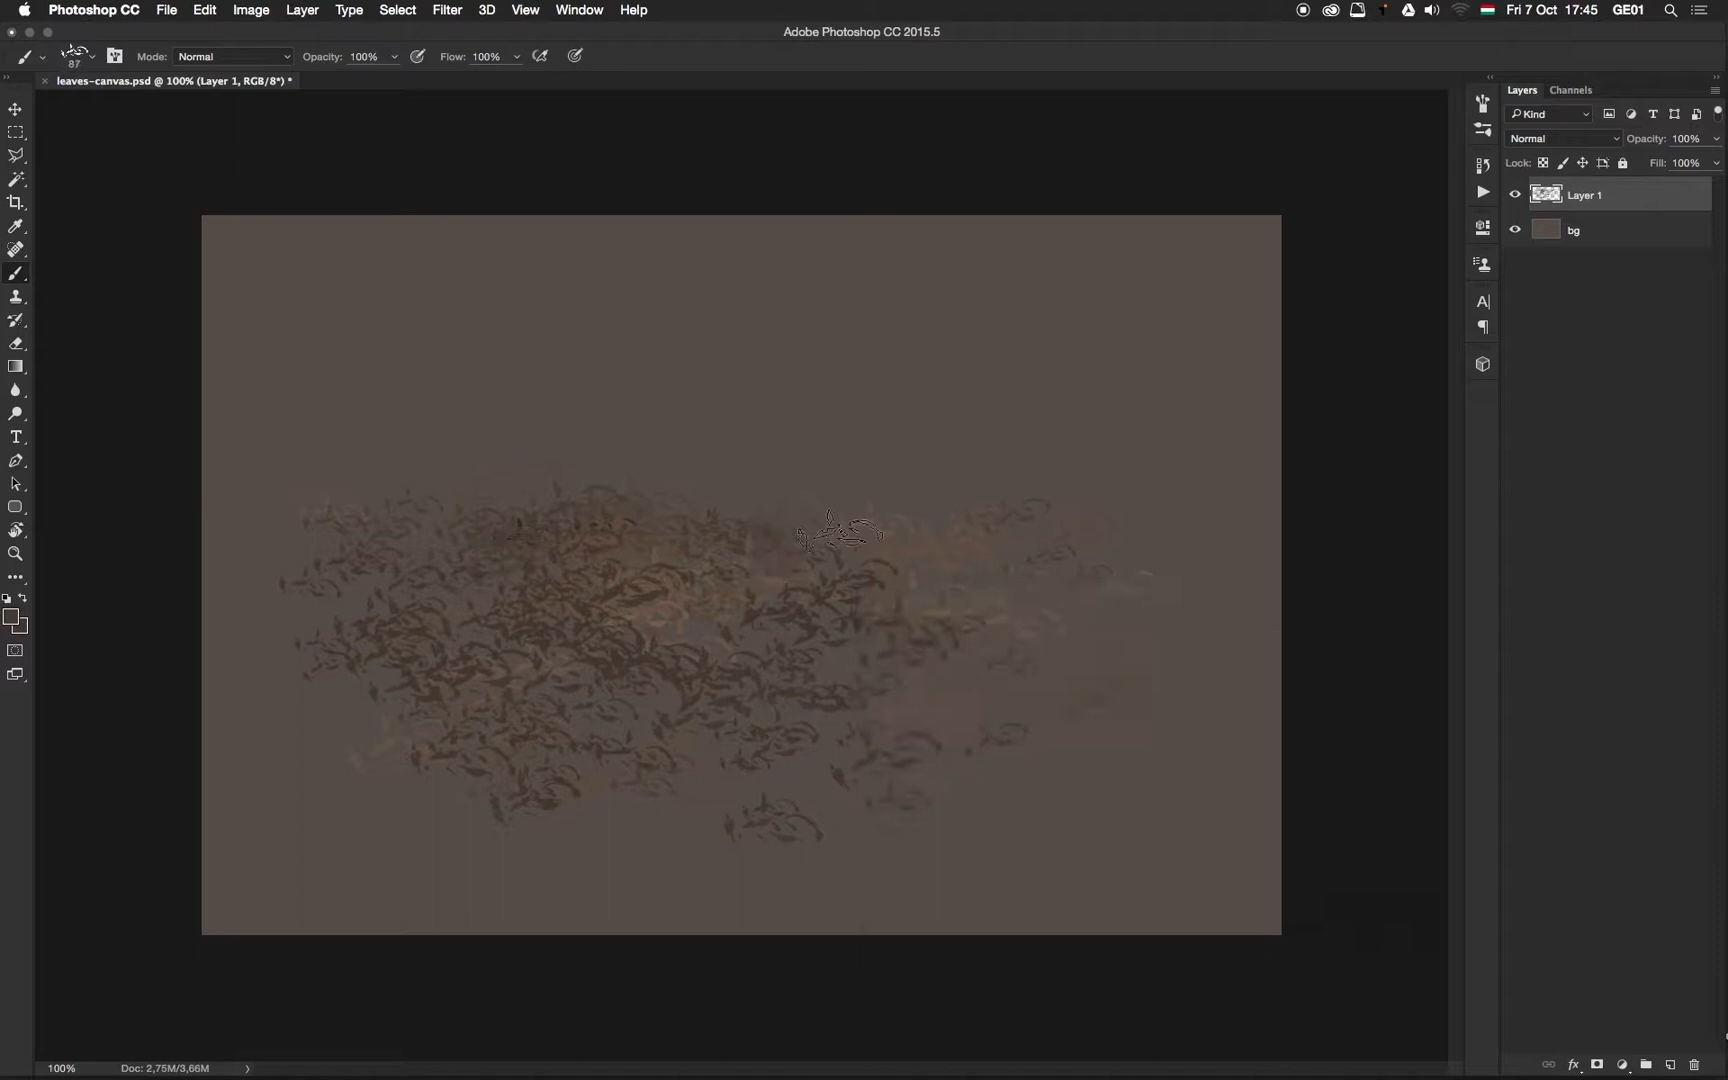 Photoshop CC File Edit Image Layer Type Select Filter 3D View Window Help Fri 7 Oct 17:45 GE01
Adobe Photoshop CC 2015.5
87 Mode: Normal Opacity: 100% Flow: 100%
leaves-canvas.psd @ 100% (Layer 1, RGB/8*) *
Layers Channels
Kind
Normal Opacity: 100%
Lock: Fill: 100%
Layer 1
bg
100% Doc: 2,75M/3,66M